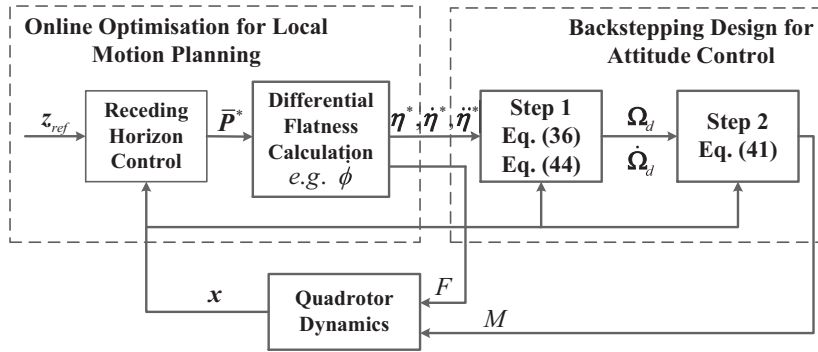 Online Optimisation for Local
Motion Planning
Backstepping Design for
Attitude Control
z_ref
Receding
Horizon
Control
P̅*
Differential
Flatness
Calculation
e.g. ϕ̇
η*, η̇*, η̈*
Step 1
Eq. (36)
Eq. (44)
Ω_d
Ω̇_d
Step 2
Eq. (41)
x
Quadrotor
Dynamics
F
M